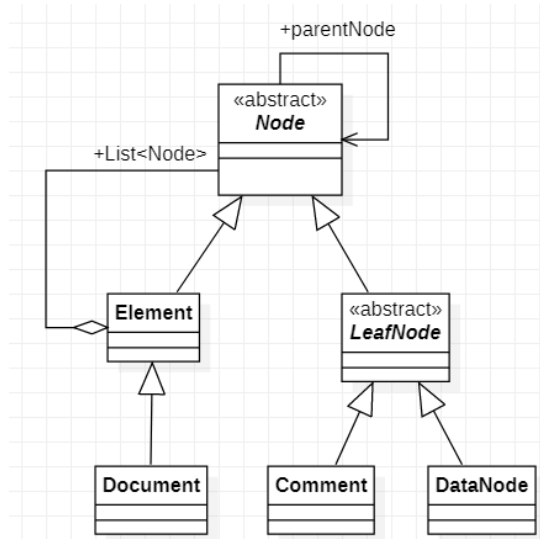 +parentNode
«abstract»
Node
+List<Node>
Element
«abstract»
LeafNode
Document
Comment
DataNode